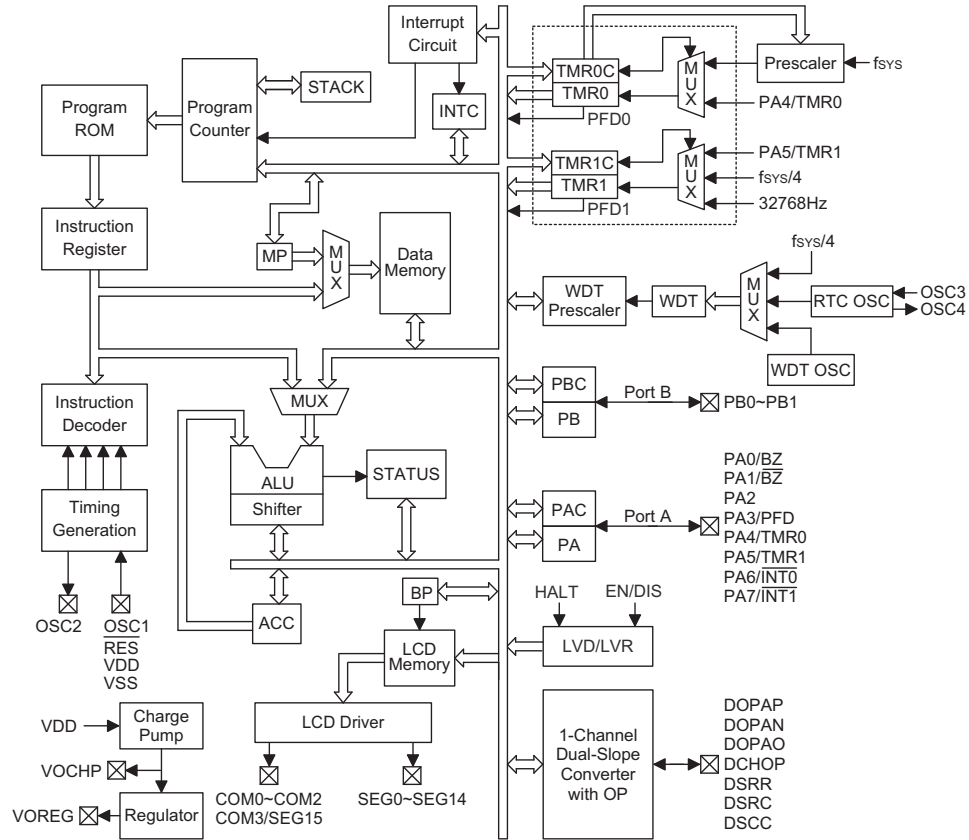 Interrupt
Circuit
STACK
INTC
Program
ROM
Program
Counter
TMR0C
TMR0
PFD0
MUX
Prescaler
fSYS
PA4/TMR0
TMR1C
TMR1
PFD1
MUX
PA5/TMR1
fSYS/4
32768Hz
Instruction
Register
MP
MUX
Data
Memory
WDT
Prescaler
WDT
MUX
fSYS/4
RTC OSC
OSC3
OSC4
WDT OSC
Instruction
Decoder
MUX
ALU
Shifter
STATUS
PBC
PB
Port B
PB0~PB1
Timing
Generation
OSC2
OSC1
RES
VDD
VSS
PAC
PA
Port A
PA0/BZ
PA1/BZ
PA2
PA3/PFD
PA4/TMR0
PA5/TMR1
PA6/INT0
PA7/INT1
ACC
BP
LCD
Memory
HALT
EN/DIS
LVD/LVR
VDD
Charge
Pump
VOCHP
VOREG
Regulator
LCD Driver
COM0~COM2
COM3/SEG15
SEG0~SEG14
1-Channel
Dual-Slope
Converter
with OP
DOPAP
DOPAN
DOPAO
DCHOP
DSRR
DSRC
DSCC